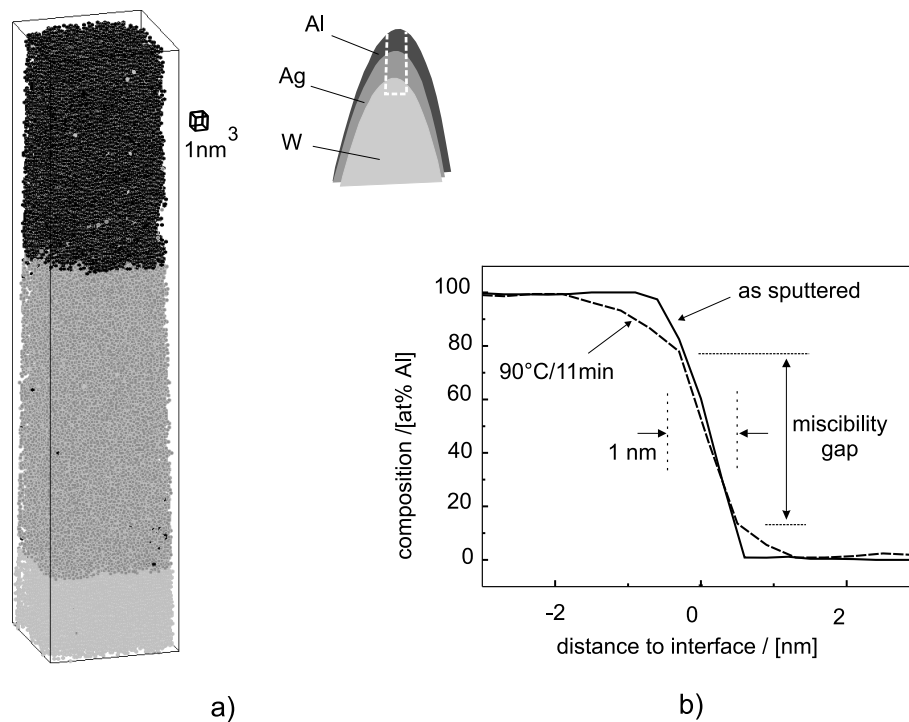 Al
Ag
W
1nm³
100
80
60
40
20
0
composition /[at% Al]
as sputtered
90°C/11min
1 nm
miscibility
gap
-2
0
2
distance to interface / [nm]
a)
b)